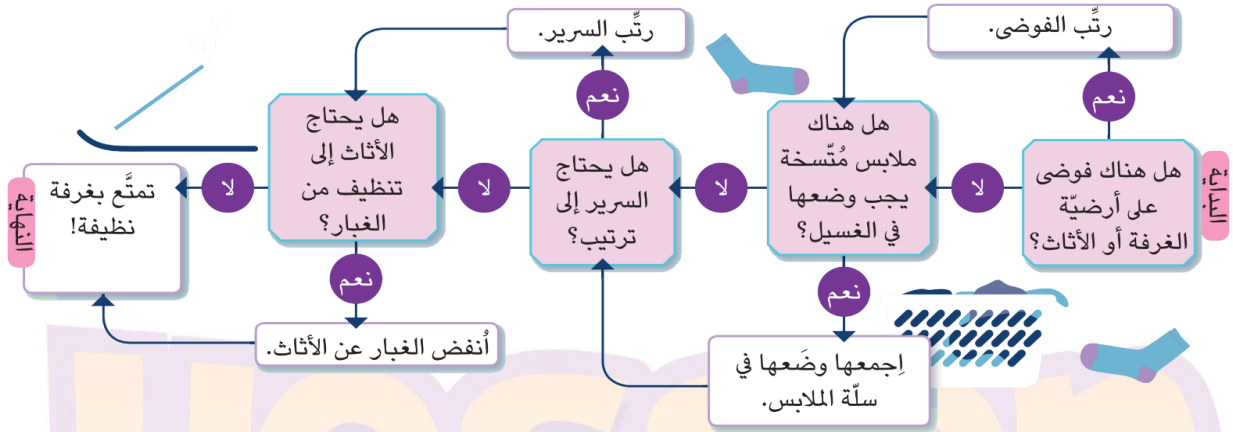 البداية
هل هناك فوضى
على أرضيّة
الغرفة أو الأثاث؟
نعم
رتِّب الفوضى.
لا
هل هناك
ملابس مُتّسخة
يجب وضعها
في الغسيل؟
نعم
اِجمعها وضَعها في
سلّة الملابس.
لا
هل يحتاج
السرير إلى
ترتيب؟
نعم
رتِّب السرير.
لا
هل يحتاج
الأثاث إلى
تنظيف من
الغبار؟
نعم
اُنفض الغبار عن الأثاث.
لا
تمتَّع بغرفة
نظيفة!
النهاية